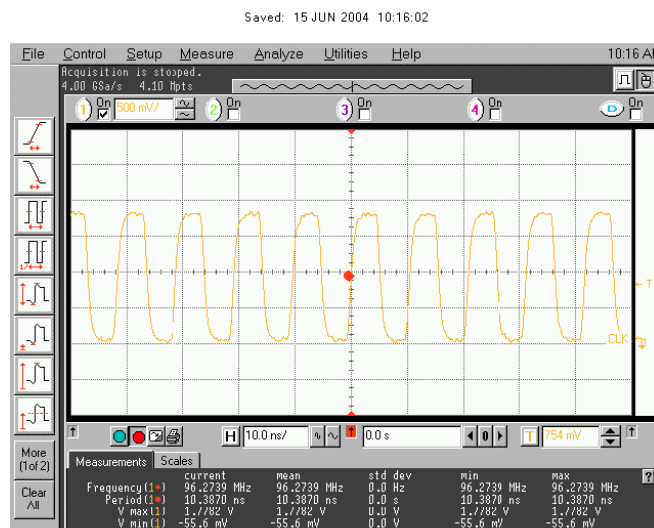 Saved: 15 JUN 2004 10:16:02
File Control Setup Measure Analyze Utilities Help 10:16 AM
Acquisition is stopped.
4.00 GSa/s 4.10 Mpts
1 On 500 mV/ 2 On 3 On 4 On D On
T
CLK
H 10.0 ns/ 0.0 s 0 T 754 mV
More
(1of 2)
Clear
All
Measurements Scales ?
current mean std dev min max
Frequency(1) 96.2739 MHz 96.2739 MHz 0.0 Hz 96.2739 MHz 96.2739 MHz
Period(1) 10.3870 ns 10.3870 ns 0.0 s 10.3870 ns 10.3870 ns
V max(1) 1.7782 V 1.7782 V 0.0 V 1.7782 V 1.7782 V
V min(1) -55.6 mV -55.6 mV 0.0 V -55.6 mV -55.6 mV